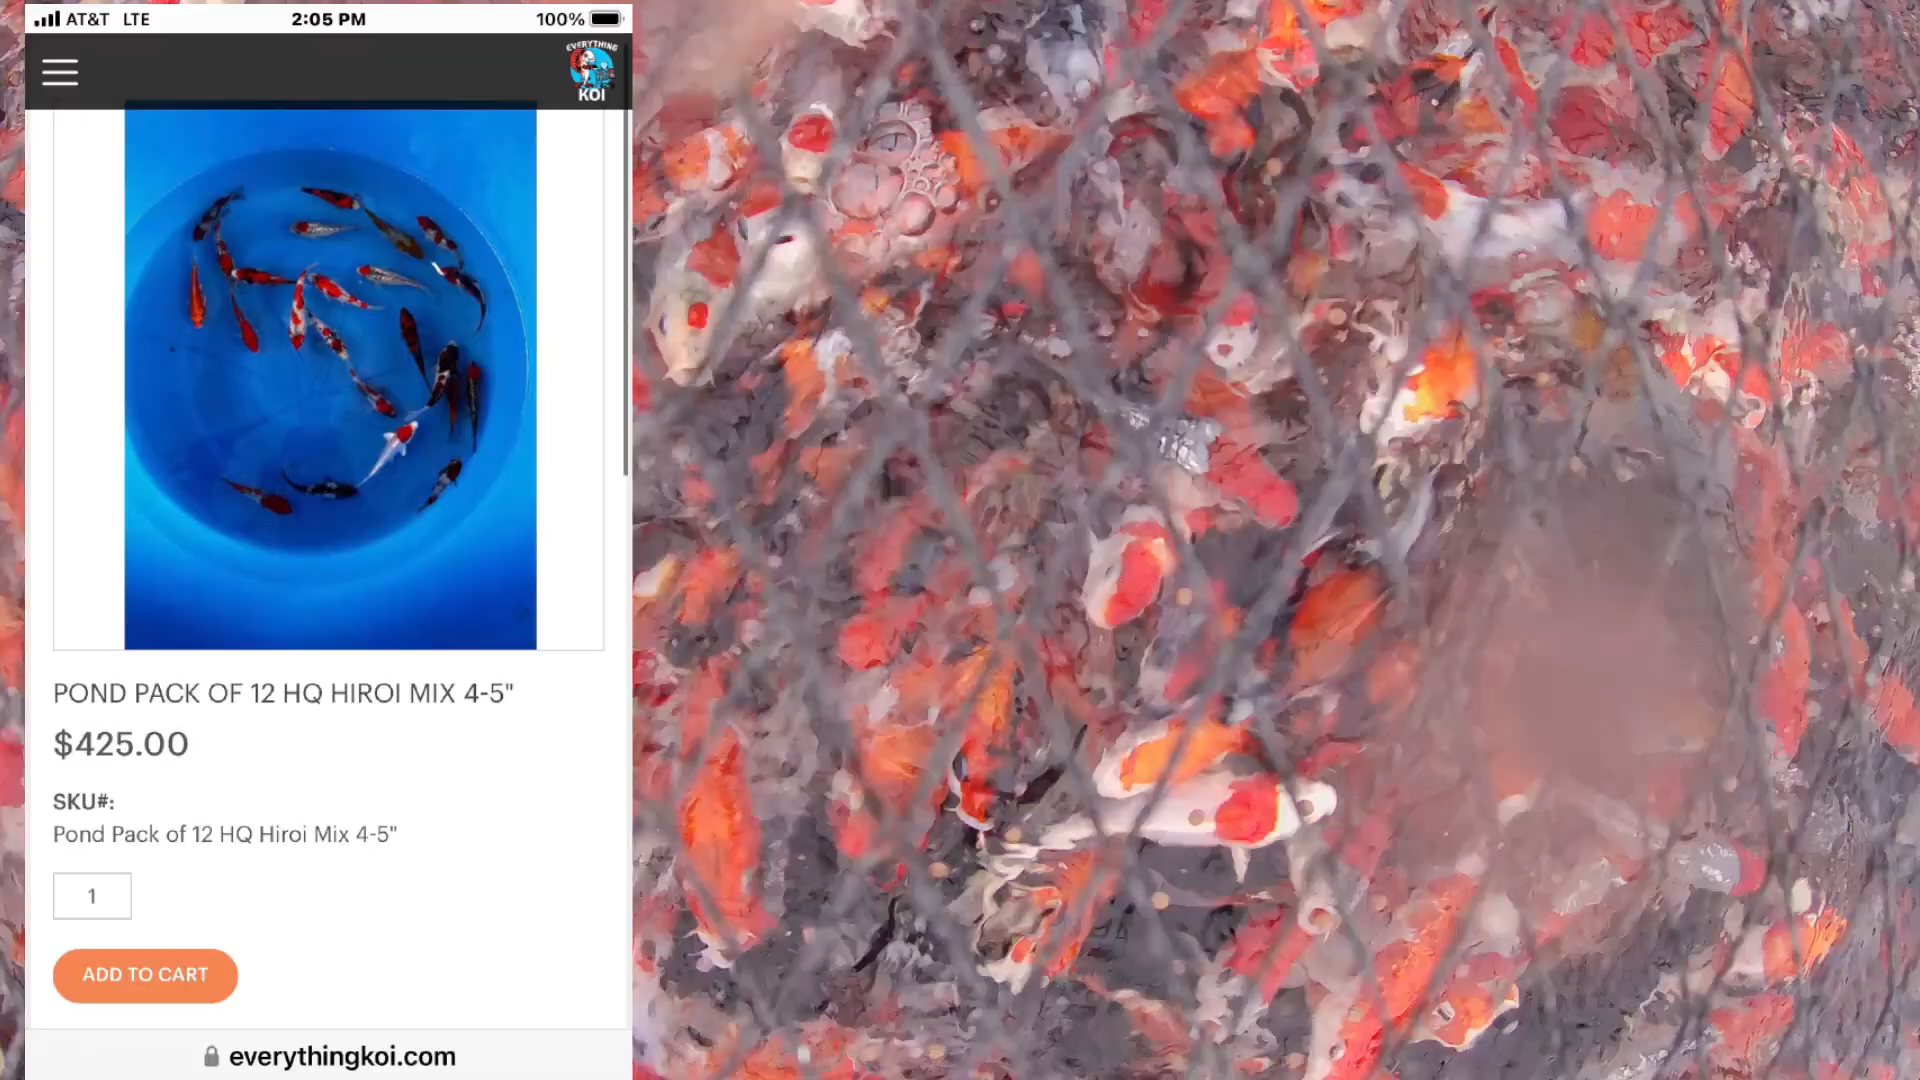 AT&T LTE 2:05 PM 100%
EVERYTHING
KOI
POND PACK OF 12 HQ HIROI MIX 4-5"
$425.00
SKU#:
Pond Pack of 12 HQ Hiroi Mix 4-5"
1
ADD TO CART
everythingkoi.com